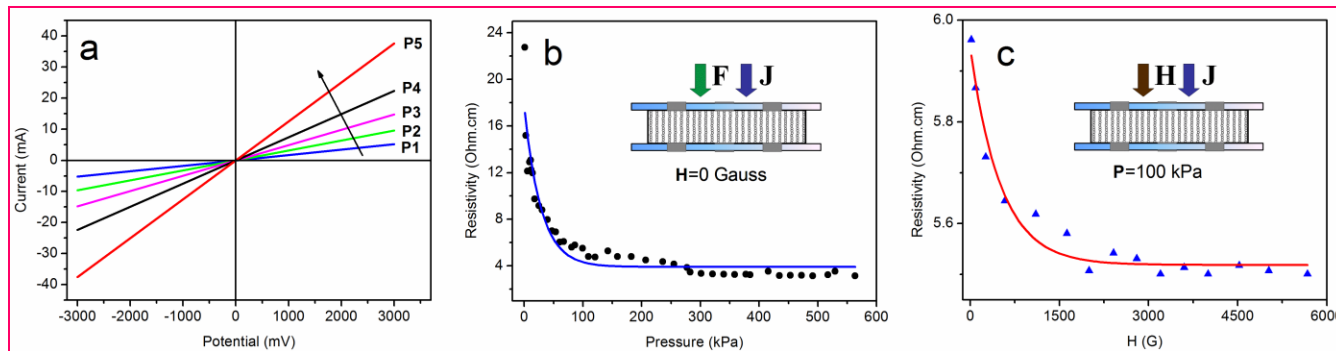 a
P5
P4
P3
P2
P1
40
30
20
10
0
-10
-20
-30
-40
Current (mA)
-3000 -2000 -1000 0 1000 2000 3000
Potential (mV)
b
F J
H=0 Gauss
24
20
16
12
8
4
0
Resistivity (Ohm.cm)
0 100 200 300 400 500 600
Pressure (kPa)
c
H J
P=100 kPa
6.0
5.8
5.6
Resistivity (Ohm.cm)
0 1500 3000 4500 6000
H (G)